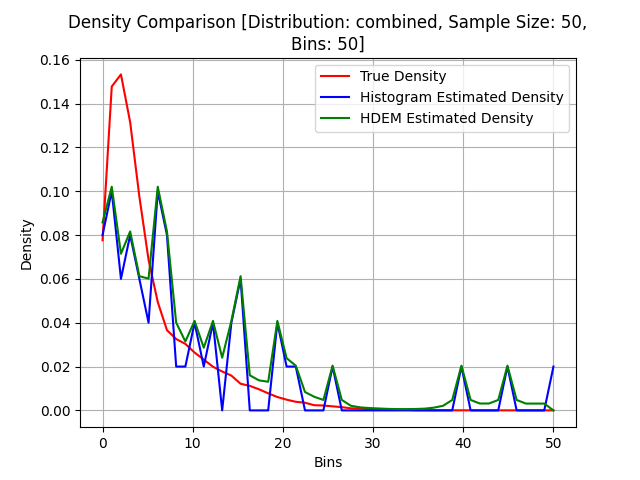 Density Comparison [Distribution: combined, Sample Size: 50,
Bins: 50]
True Density
Histogram Estimated Density
HDEM Estimated Density
Density
0.16
0.14
0.12
0.10
0.08
0.06
0.04
0.02
0.00
0 10 20 30 40 50
Bins